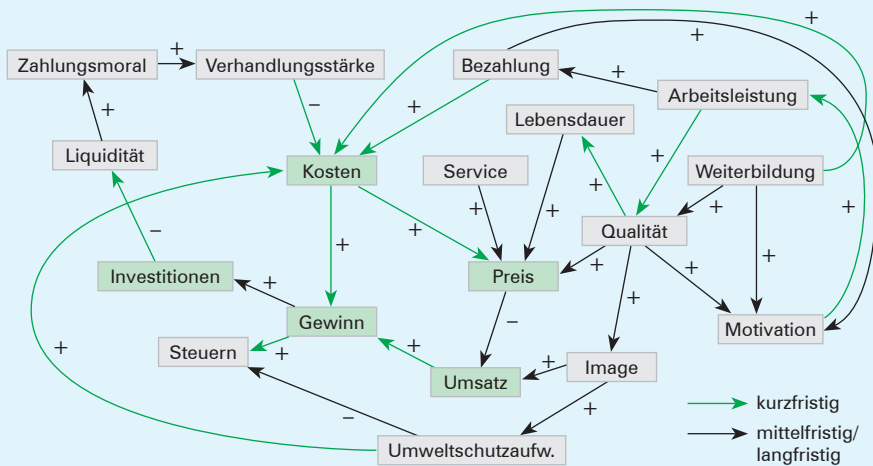 Zahlungsmoral
+
Verhandlungsstärke
Bezahlung
+
+
+
Arbeitsleistung
+
−
+
Lebensdauer
Liquidität
+
Weiterbildung
Kosten
Service
+
+
+
+
+
Qualität
+
−
+
+
+
+
+
Investitionen
+
Preis
+
Gewinn
+
−
Motivation
Steuern
+
+
+
Image
+
Umsatz
−
+
Umweltschutzaufw.
kurzfristig
mittelfristig/
langfristig